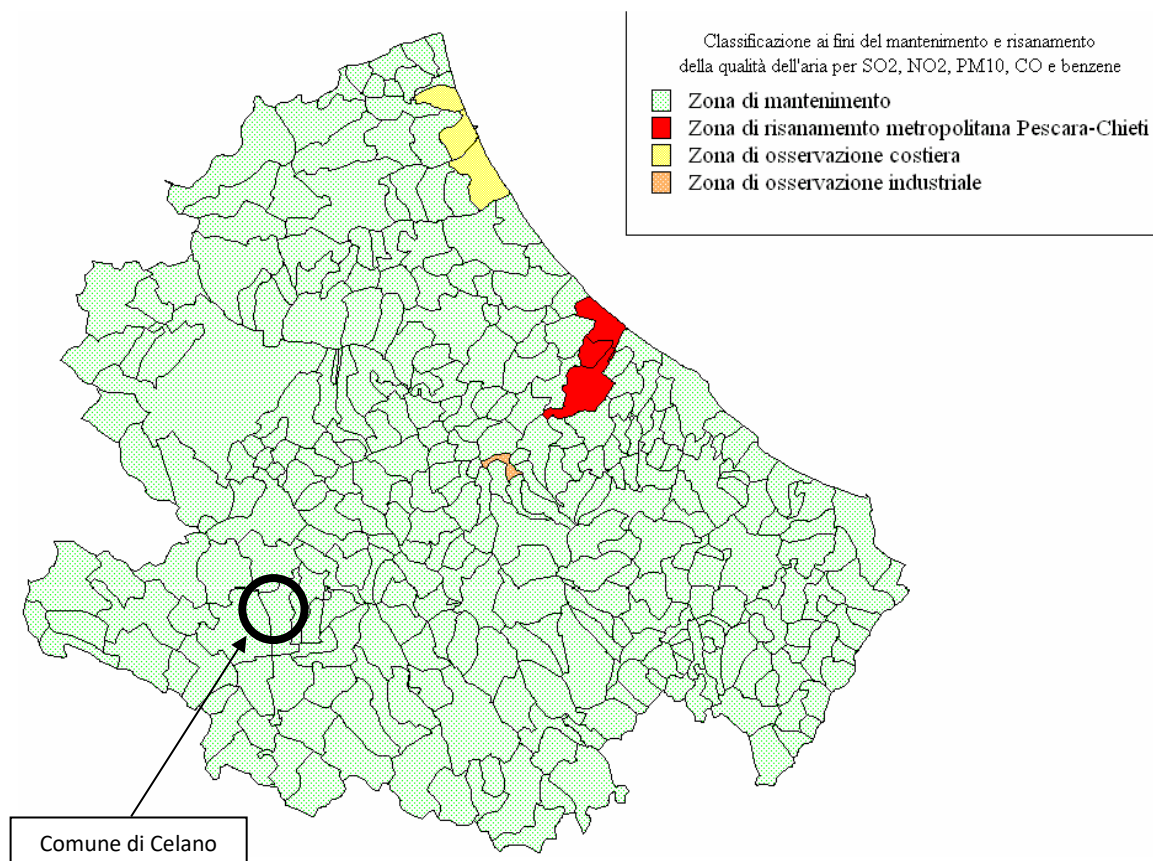 Classificazione ai fini del mantenimento e risanamento
della qualità dell'aria per SO2, NO2, PM10, CO e benzene
Zona di mantenimento
Zona di risanamemto metropolitana Pescara-Chieti
Zona di osservazione costiera
Zona di osservazione industriale
Comune di Celano